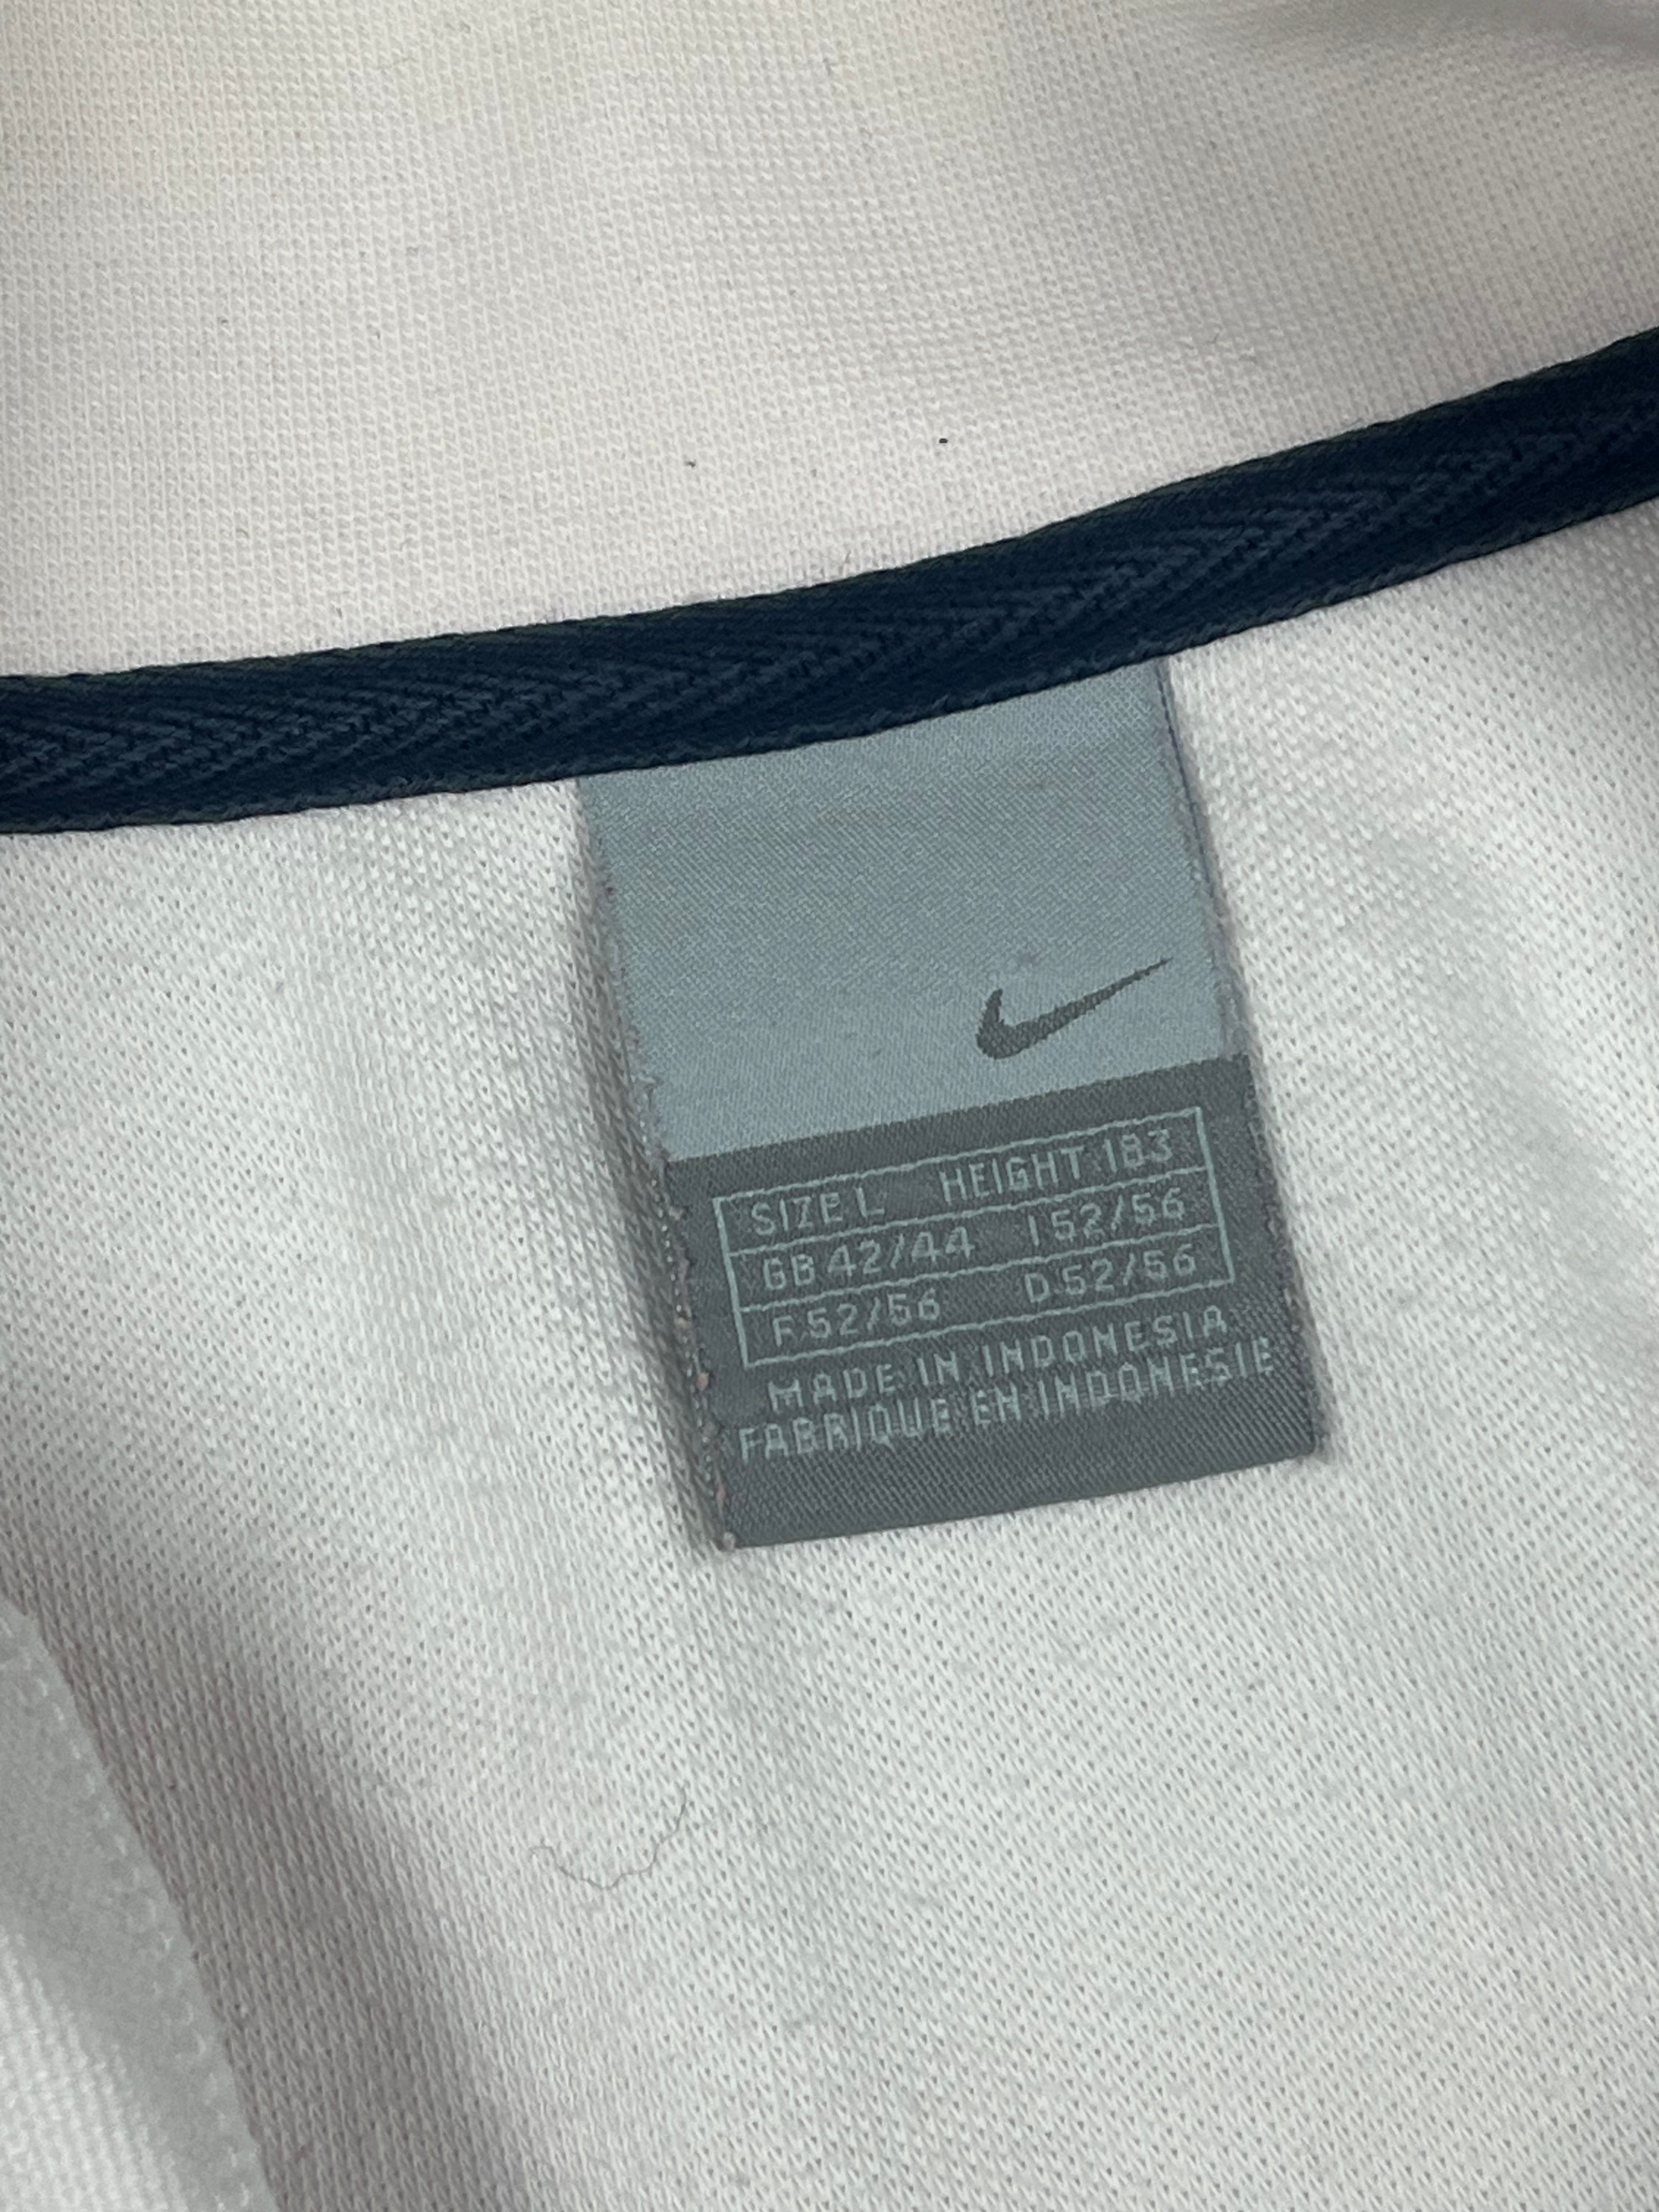 SIZE L HEIGHT 183
GB 42/44 I 52/56
F 52/56 D 52/56
MADE IN INDONESIA
FABRIQUE EN INDONESIE